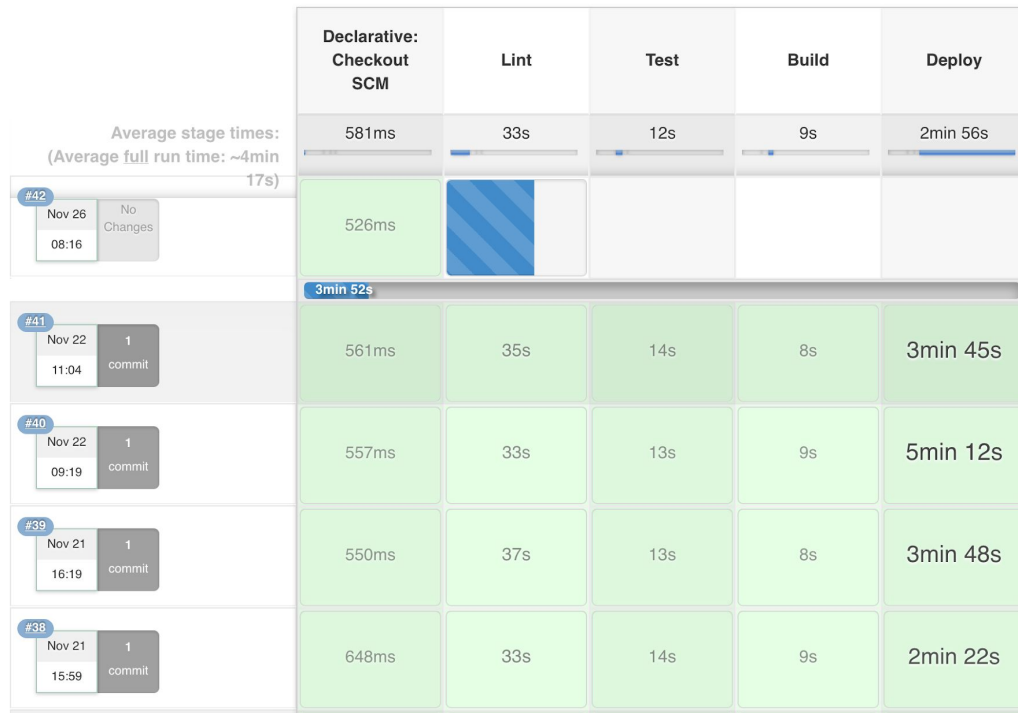 Declarative:
Checkout
SCM
Lint
Test
Build
Deploy
Average stage times:
(Average full run time: ~4min
17s)
581ms
33s
12s
9s
2min 56s
#42
Nov 26
08:16
No
Changes
526ms
3min 52s
#41
Nov 22
11:04
1
commit
561ms
35s
14s
8s
3min 45s
#40
Nov 22
09:19
1
commit
557ms
33s
13s
9s
5min 12s
#39
Nov 21
16:19
1
commit
550ms
37s
13s
8s
3min 48s
#38
Nov 21
15:59
1
commit
648ms
33s
14s
9s
2min 22s